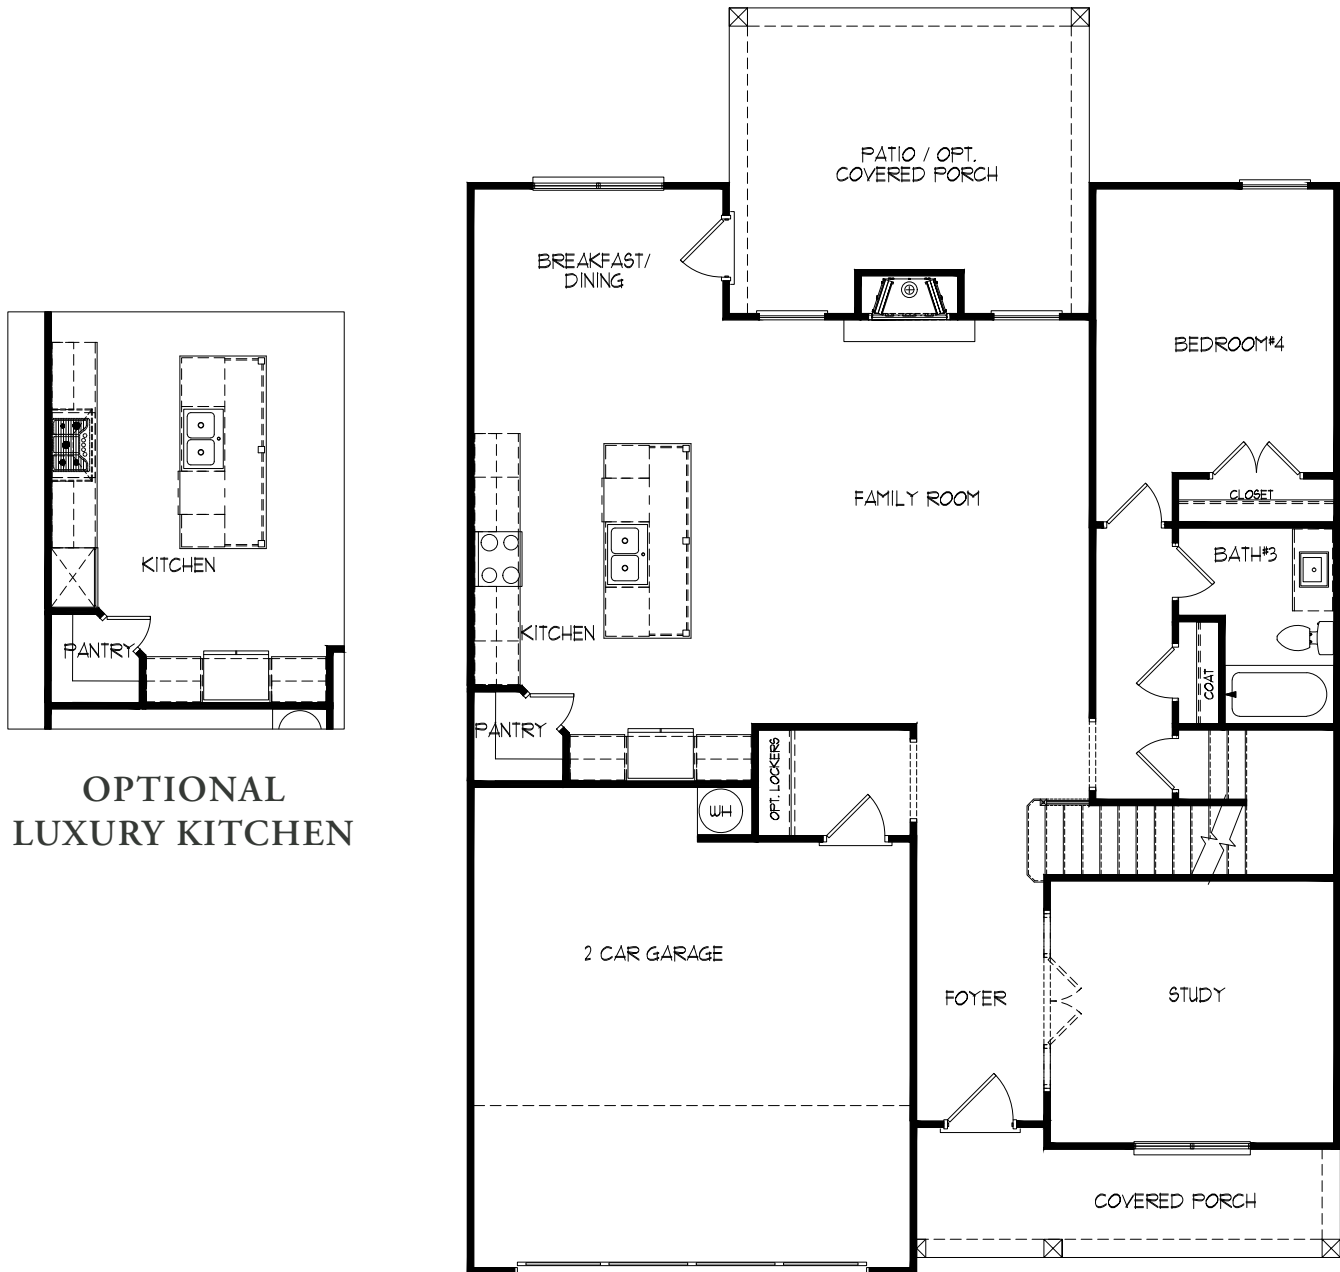 PATIO / OPT.
COVERED PORCH
BREAKFAST/
DINING
BEDROOM#4
CLOSET
FAMILY ROOM
BATH#3
KITCHEN
KITCHEN
PANTRY
COAT
PANTRY
OPT. LOCKERS
OPTIONAL
LUXURY KITCHEN
WH
2 CAR GARAGE
FOYER
STUDY
COVERED PORCH